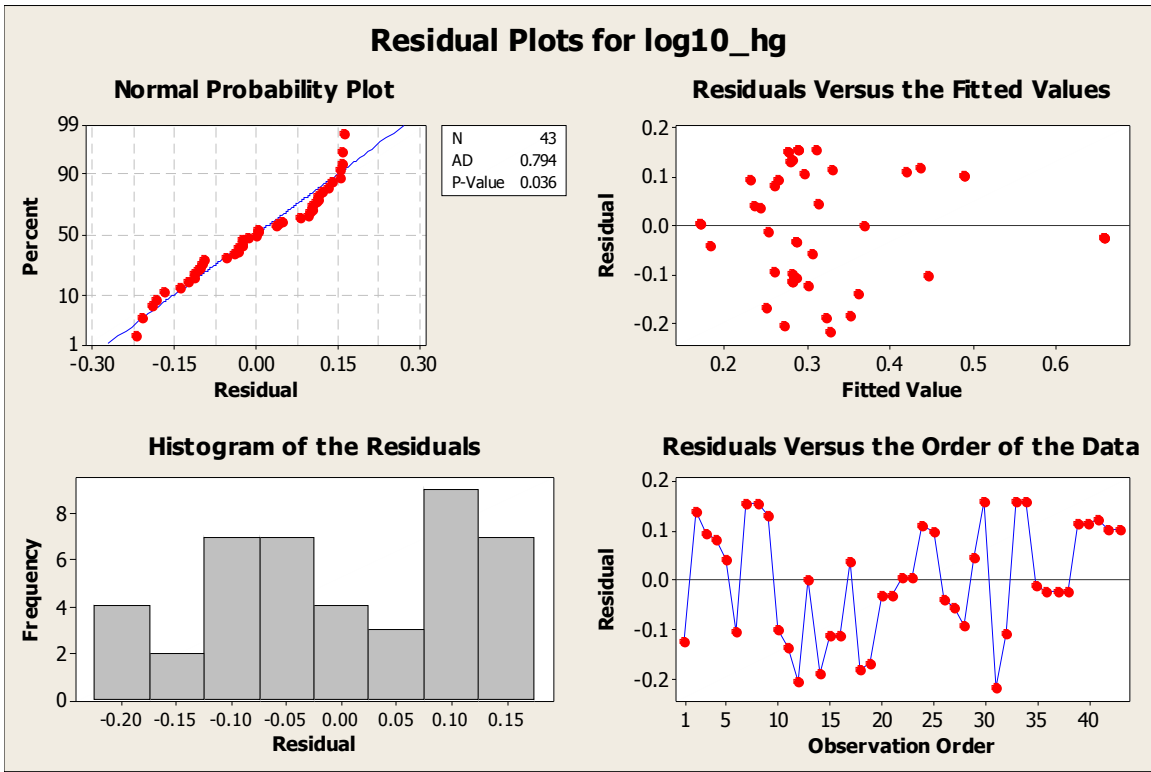 Residual Plots for log10_hg
Normal Probability Plot
Percent
99
90
50
10
1
-0.30 -0.15 0.00 0.15 0.30
Residual
N 43
AD 0.794
P-Value 0.036
Residuals Versus the Fitted Values
Residual
0.2
0.1
0.0
-0.1
-0.2
0.2 0.3 0.4 0.5 0.6
Fitted Value
Histogram of the Residuals
Frequency
8
6
4
2
0
-0.20 -0.15 -0.10 -0.05 0.00 0.05 0.10 0.15
Residual
Residuals Versus the Order of the Data
Residual
0.2
0.1
0.0
-0.1
-0.2
1 5 10 15 20 25 30 35 40
Observation Order